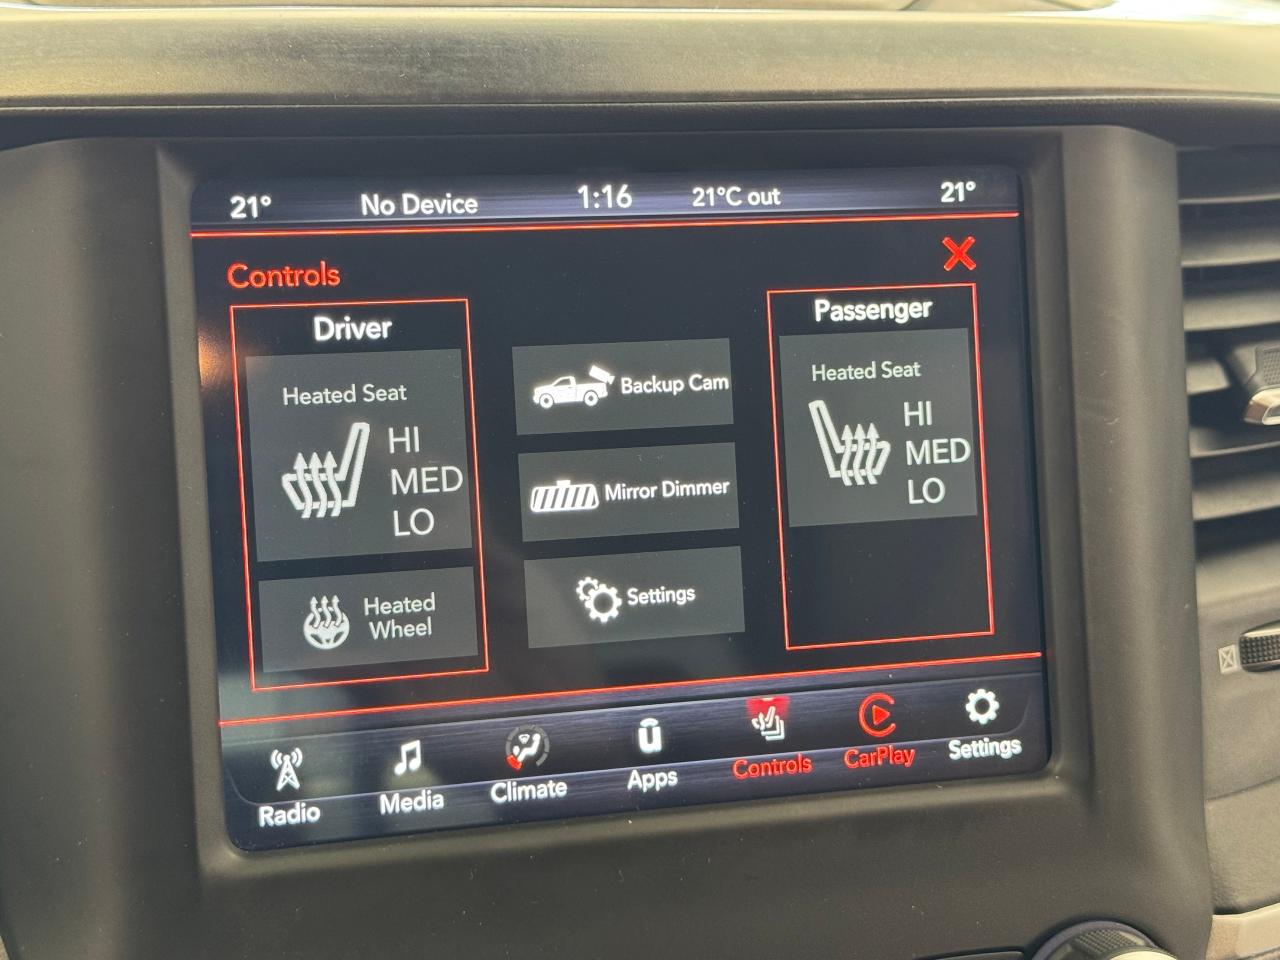 21° No Device 1:16 21°C out 21°
Controls
Driver
Heated Seat
HI
MED
LO
Heated
Wheel
Backup Cam
Mirror Dimmer
Settings
Passenger
Heated Seat
HI
MED
LO
Radio Media Climate Apps Controls CarPlay Settings